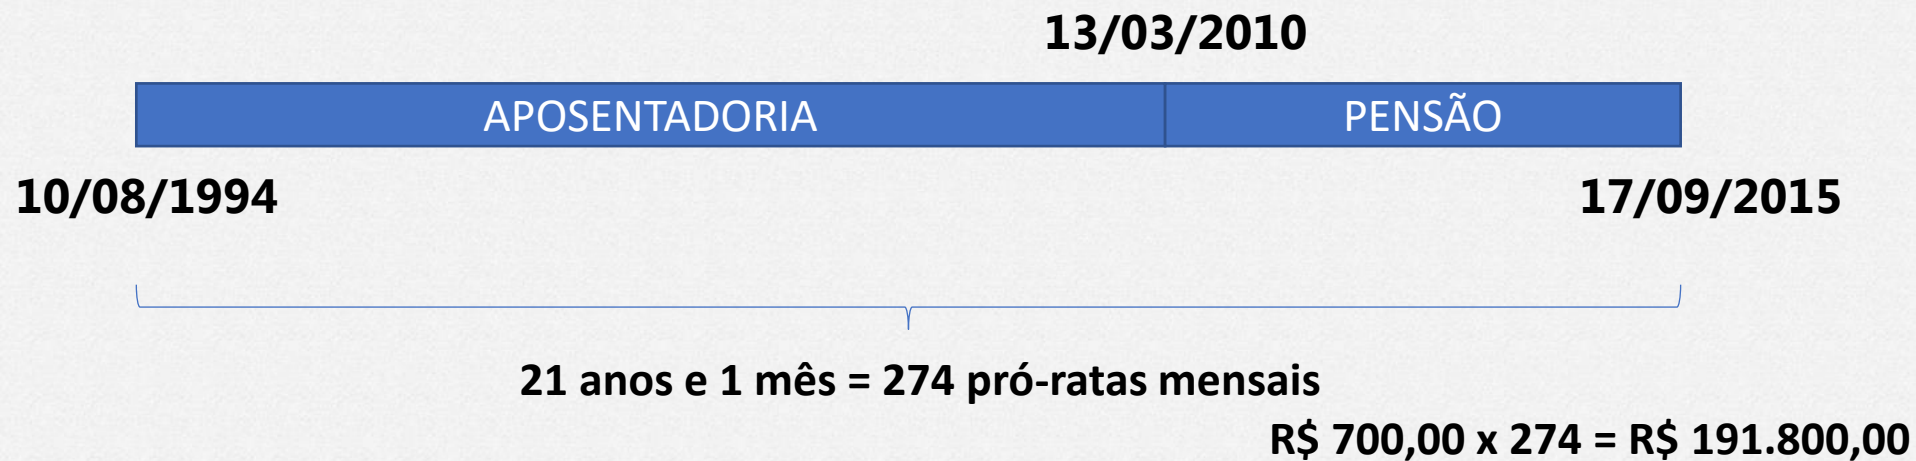 13/03/2010
APOSENTADORIA PENSÃO
10/08/1994 17/09/2015
21 anos e 1 mês = 274 pró-ratas mensais
R$ 700,00 x 274 = R$ 191.800,00